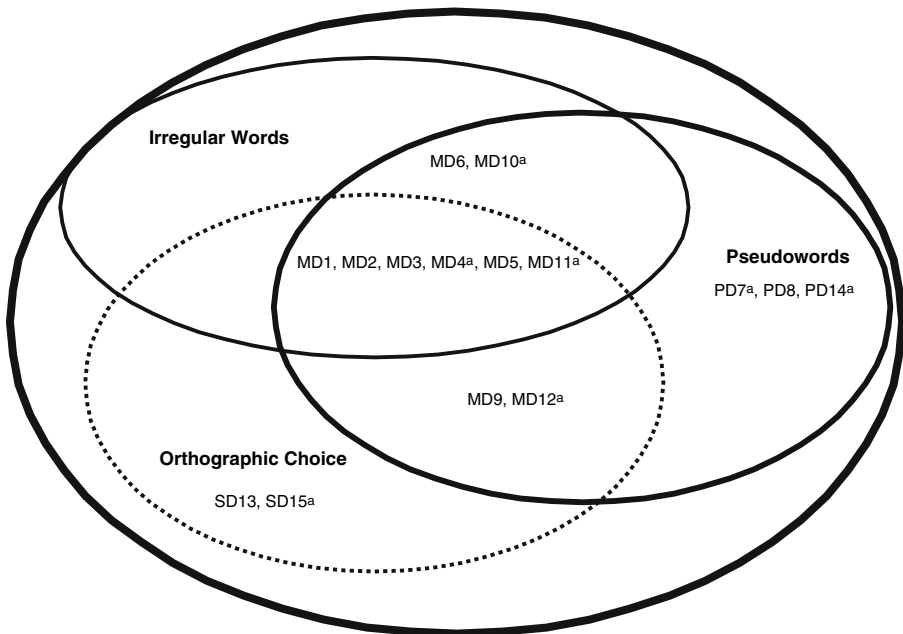 Irregular Words
MD6, MD10ᵃ
MD1, MD2, MD3, MD4ᵃ, MD5, MD11ᵃ
Pseudowords
PD7ᵃ, PD8, PD14ᵃ
MD9, MD12ᵃ
Orthographic Choice
SD13, SD15ᵃ